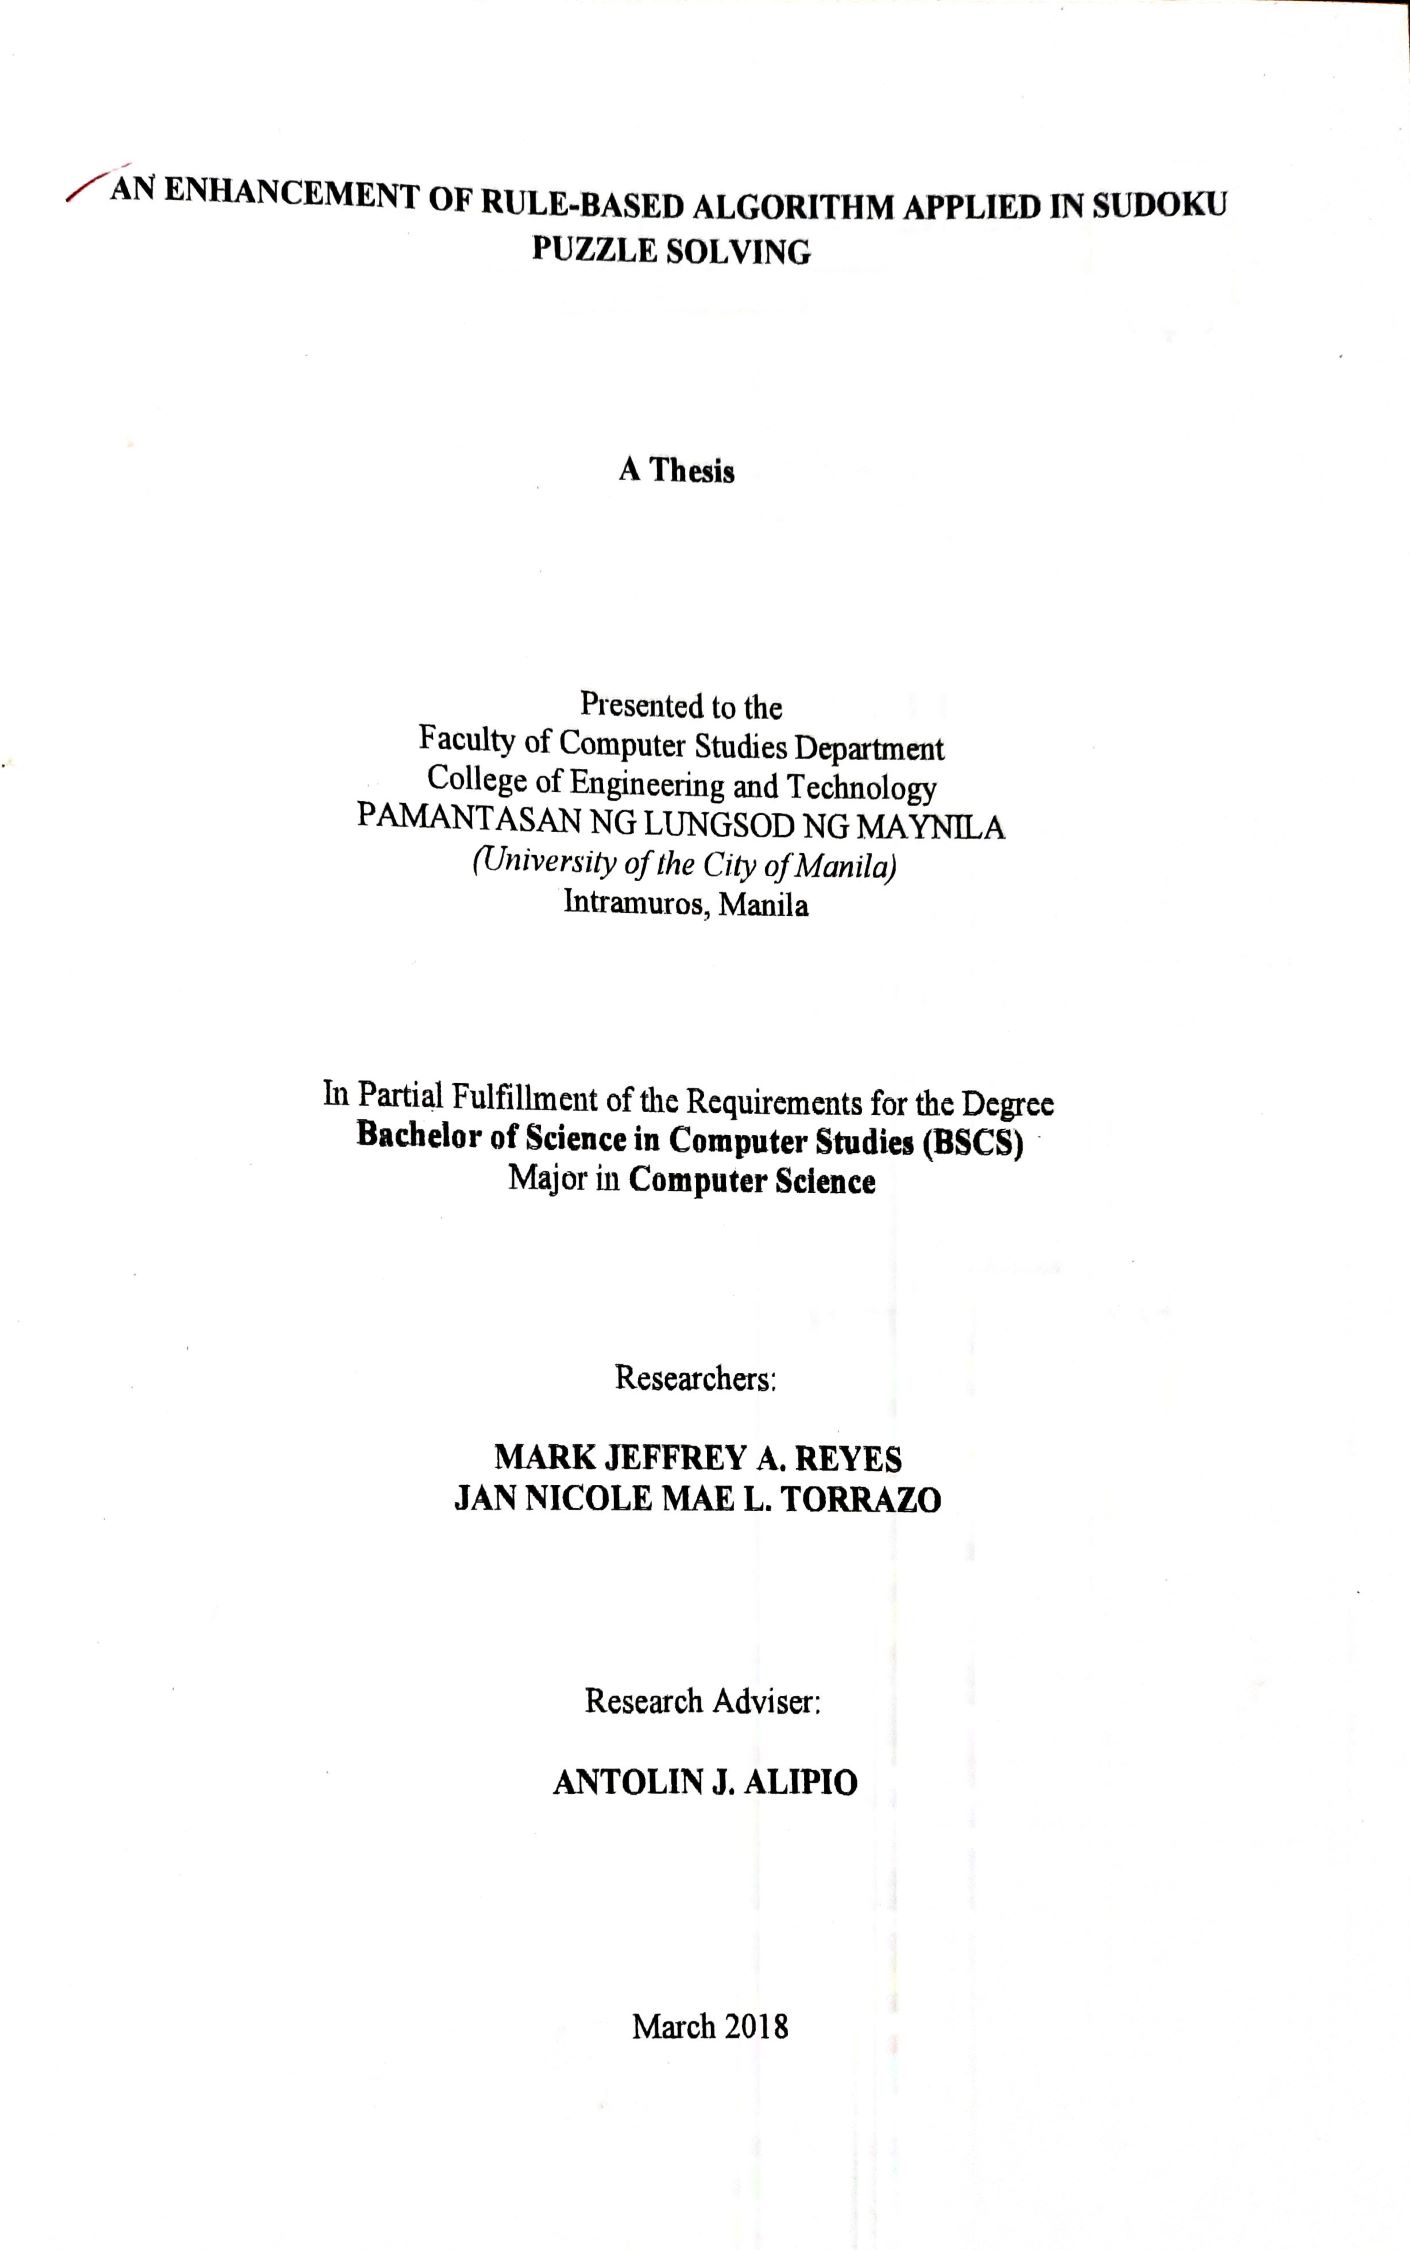 AN ENHANCEMENT OF RULE-BASED ALGORITHM APPLIED IN SUDOKU
PUZZLE SOLVING
A Thesis
Presented to the
Faculty of Computer Studies Department
College of Engineering and Technology
PAMANTASAN NG LUNGSOD NG MAYNILA
(University of the City of Manila)
Intramuros, Manila
In Partial Fulfillment of the Requirements for the Degree
Bachelor of Science in Computer Studies (BSCS)
Major in Computer Science
Researchers:
MARK JEFFREY A. REYES
JAN NICOLE MAE L. TORRAZO
Research Adviser:
ANTOLIN J. ALIPIO
March 2018